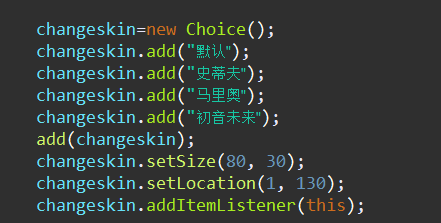 changeskin=new Choice();
changeskin.add("默认");
changeskin.add("史蒂夫");
changeskin.add("马里奥");
changeskin.add("初音未来");
add(changeskin);
changeskin.setSize(80, 30);
changeskin.setLocation(1, 130);
changeskin.addItemListener(this);